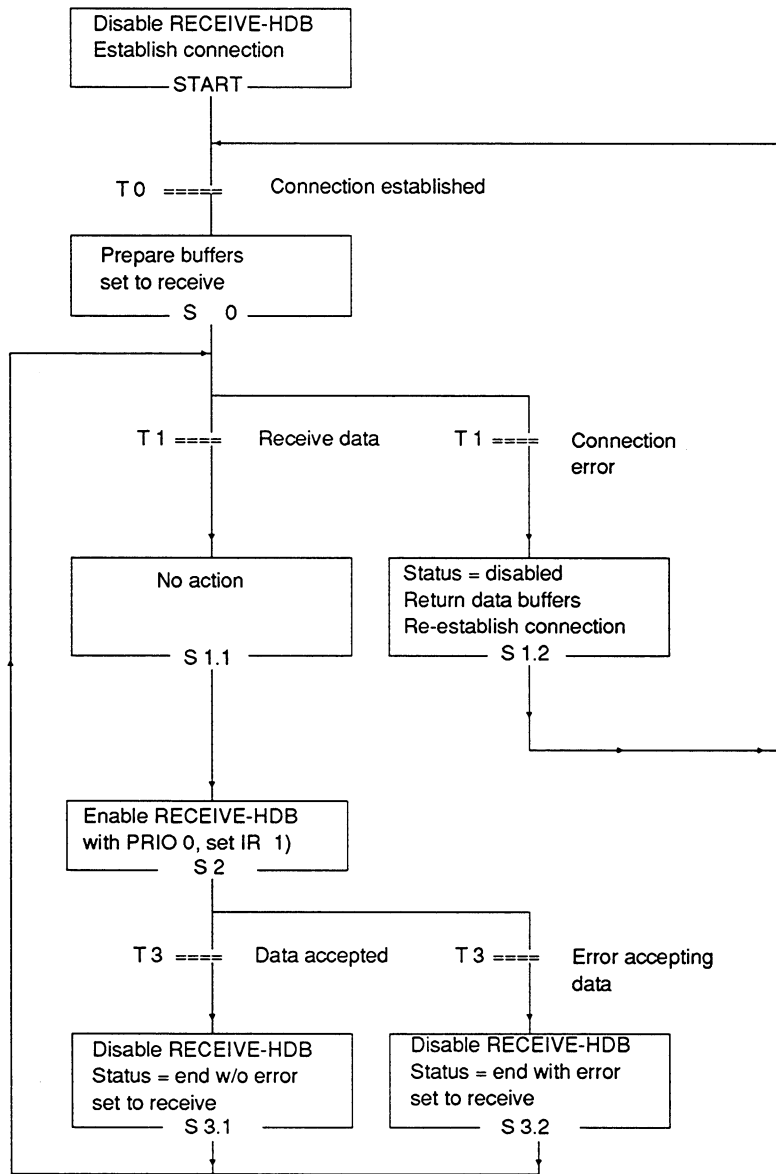 Disable RECEIVE-HDB
Establish connection
START
T 0 ===== Connection established
Prepare buffers
set to receive
S 0
T 1 ==== Receive data
T 1 ==== Connection
error
No action
S 1.1
Status = disabled
Return data buffers
Re-establish connection
S 1.2
Enable RECEIVE-HDB
with PRIO 0, set IR 1)
S 2
T 3 ==== Data accepted
T 3 ==== Error accepting
data
Disable RECEIVE-HDB
Status = end w/o error
set to receive
S 3.1
Disable RECEIVE-HDB
Status = end with error
set to receive
S 3.2